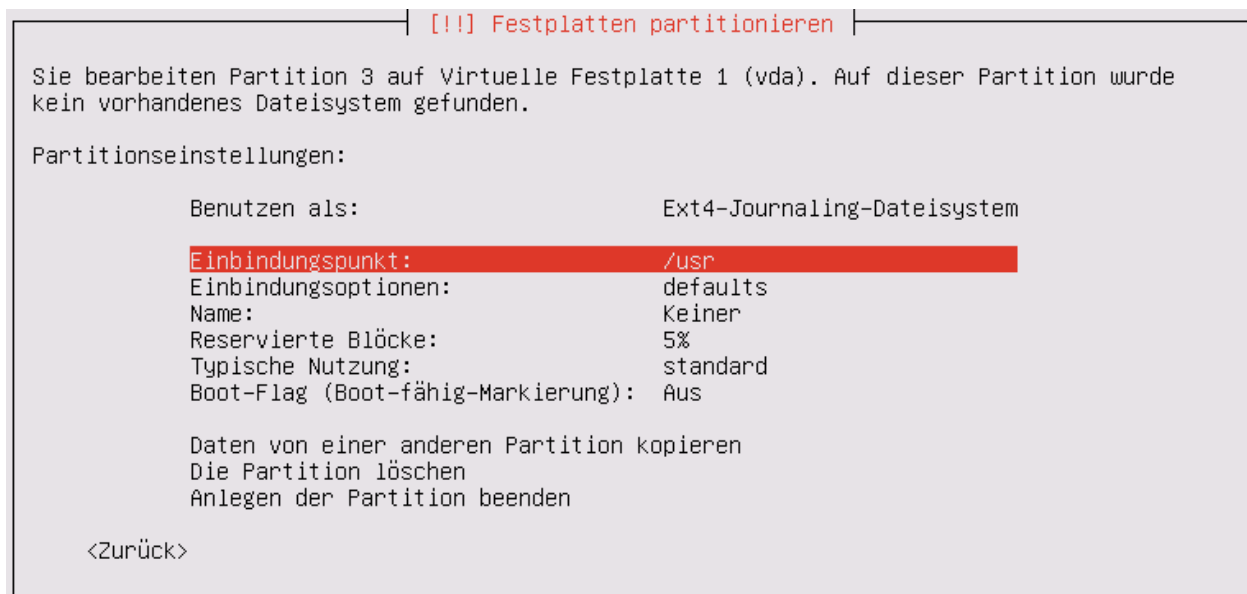 [!!] Festplatten partitionieren
Sie bearbeiten Partition 3 auf Virtuelle Festplatte 1 (vda). Auf dieser Partition wurde
kein vorhandenes Dateisystem gefunden.
Partitionseinstellungen:
Benutzen als: Ext4-Journaling-Dateisystem
Einbindungspunkt: /usr
Einbindungsoptionen: defaults
Name: Keiner
Reservierte Blöcke: 5%
Typische Nutzung: standard
Boot-Flag (Boot-fähig-Markierung): Aus
Daten von einer anderen Partition kopieren
Die Partition löschen
Anlegen der Partition beenden
<Zurück>